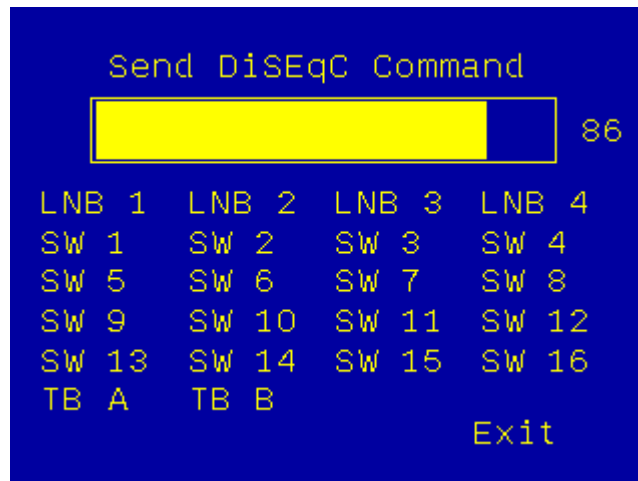 Send DiSEqC Command
86
LNB 1 LNB 2 LNB 3 LNB 4
SW 1 SW 2 SW 3 SW 4
SW 5 SW 6 SW 7 SW 8
SW 9 SW 10 SW 11 SW 12
SW 13 SW 14 SW 15 SW 16
TB A TB B
Exit